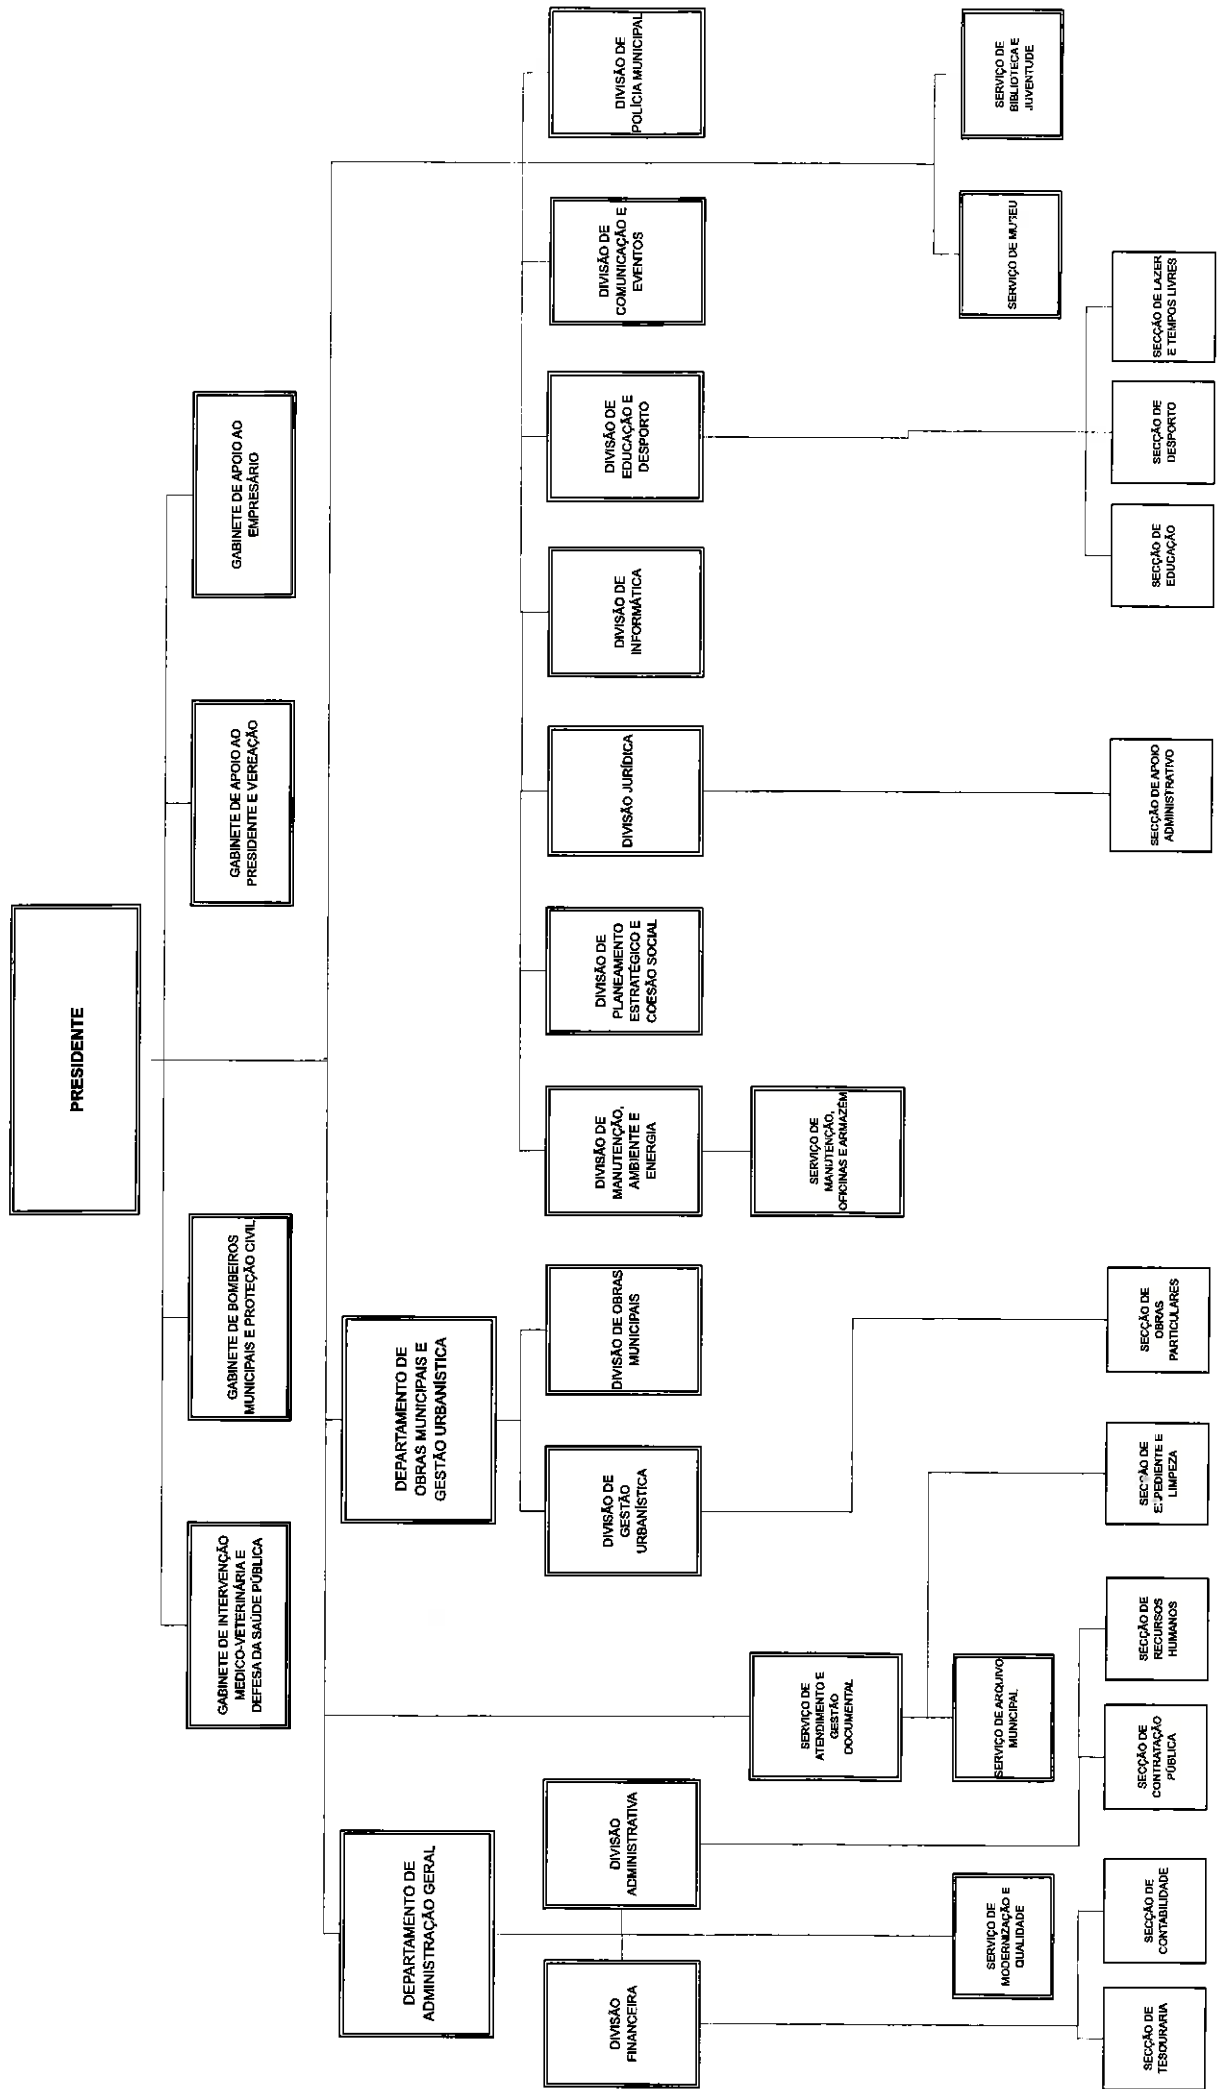 PRESIDENTE
GABINETE DE INTERVENÇÃO
MEDICO-VETERINÁRIA E
DEFESA DA SAÚDE PÚBLICA
GABINETE DE BOMBEIROS
MUNICIPAIS E PROTEÇÃO CIVIL
GABINETE DE APOIO AO
PRESIDENTE E VEREAÇÃO
GABINETE DE APOIO AO
EMPRESÁRIO
DEPARTAMENTO DE
ADMINISTRAÇÃO GERAL
DEPARTAMENTO DE
OBRAS MUNICIPAIS E
GESTÃO URBANÍSTICA
DIVISÃO
FINANCEIRA
DIVISÃO
ADMINISTRATIVA
DIVISÃO DE
GESTÃO
URBANÍSTICA
DIVISÃO DE OBRAS
MUNICIPAIS
DIVISÃO DE
MANUTENÇÃO,
AMBIENTE E
ENERGIA
DIVISÃO DE
PLANEAMENTO
ESTRATÉGICO E
COESÃO SOCIAL
DIVISÃO JURÍDICA
DIVISÃO DE
INFORMÁTICA
DIVISÃO DE
EDUCAÇÃO E
DESPORTO
DIVISÃO DE
COMUNICAÇÃO E
EVENTOS
DIVISÃO DE
POLÍCIA MUNICIPAL
SERVIÇO DE
ATENDIMENTO E
GESTÃO
DOCUMENTAL
SERVIÇO DE
MANUTENÇÃO,
OFICINAS E ARMAZÉM
SERVIÇO DE
MODERNIZAÇÃO E
QUALIDADE
SERVIÇO DE ARQUIVO
MUNICIPAL
SERVIÇO DE MUSEU
SERVIÇO DE
BIBLIOTECA E
JUVENTUDE
SECÇÃO DE
TESOURARIA
SECÇÃO DE
CONTABILIDADE
SECÇÃO DE
CONTRATAÇÃO
PÚBLICA
SECÇÃO DE
RECURSOS
HUMANOS
SECÇÃO DE
EXPEDIENTE E
LIMPEZA
SECÇÃO DE
OBRAS
PARTICULARES
SECÇÃO DE APOIO
ADMINISTRATIVO
SECÇÃO DE
EDUCAÇÃO
SECÇÃO DE
DESPORTO
SECÇÃO DE LAZER
E TEMPOS LIVRES